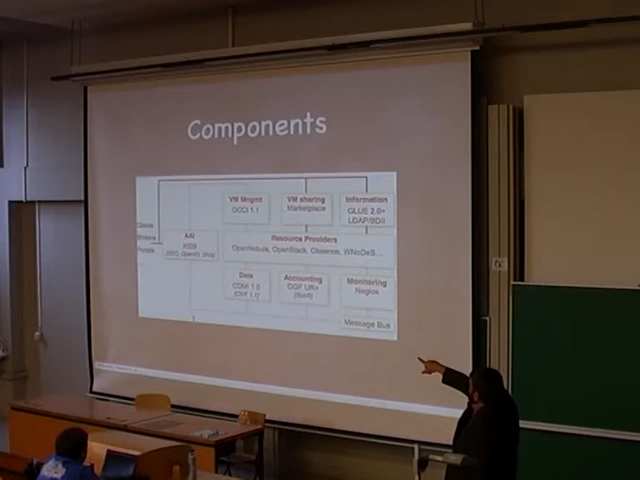 Components
VM Mgmt
OCCI 1.1
VM sharing
Marketplace
Information
GLUE 2.0+
LDAP/BDII
Clients
Brokers
Portals
AAI
X509
Resource Providers
OpenNebula, OpenStack, Okeanos, WNoDeS...
Data
CDMI 1.0
Accounting
OGF UR+
Monitoring
Nagios
Message Bus